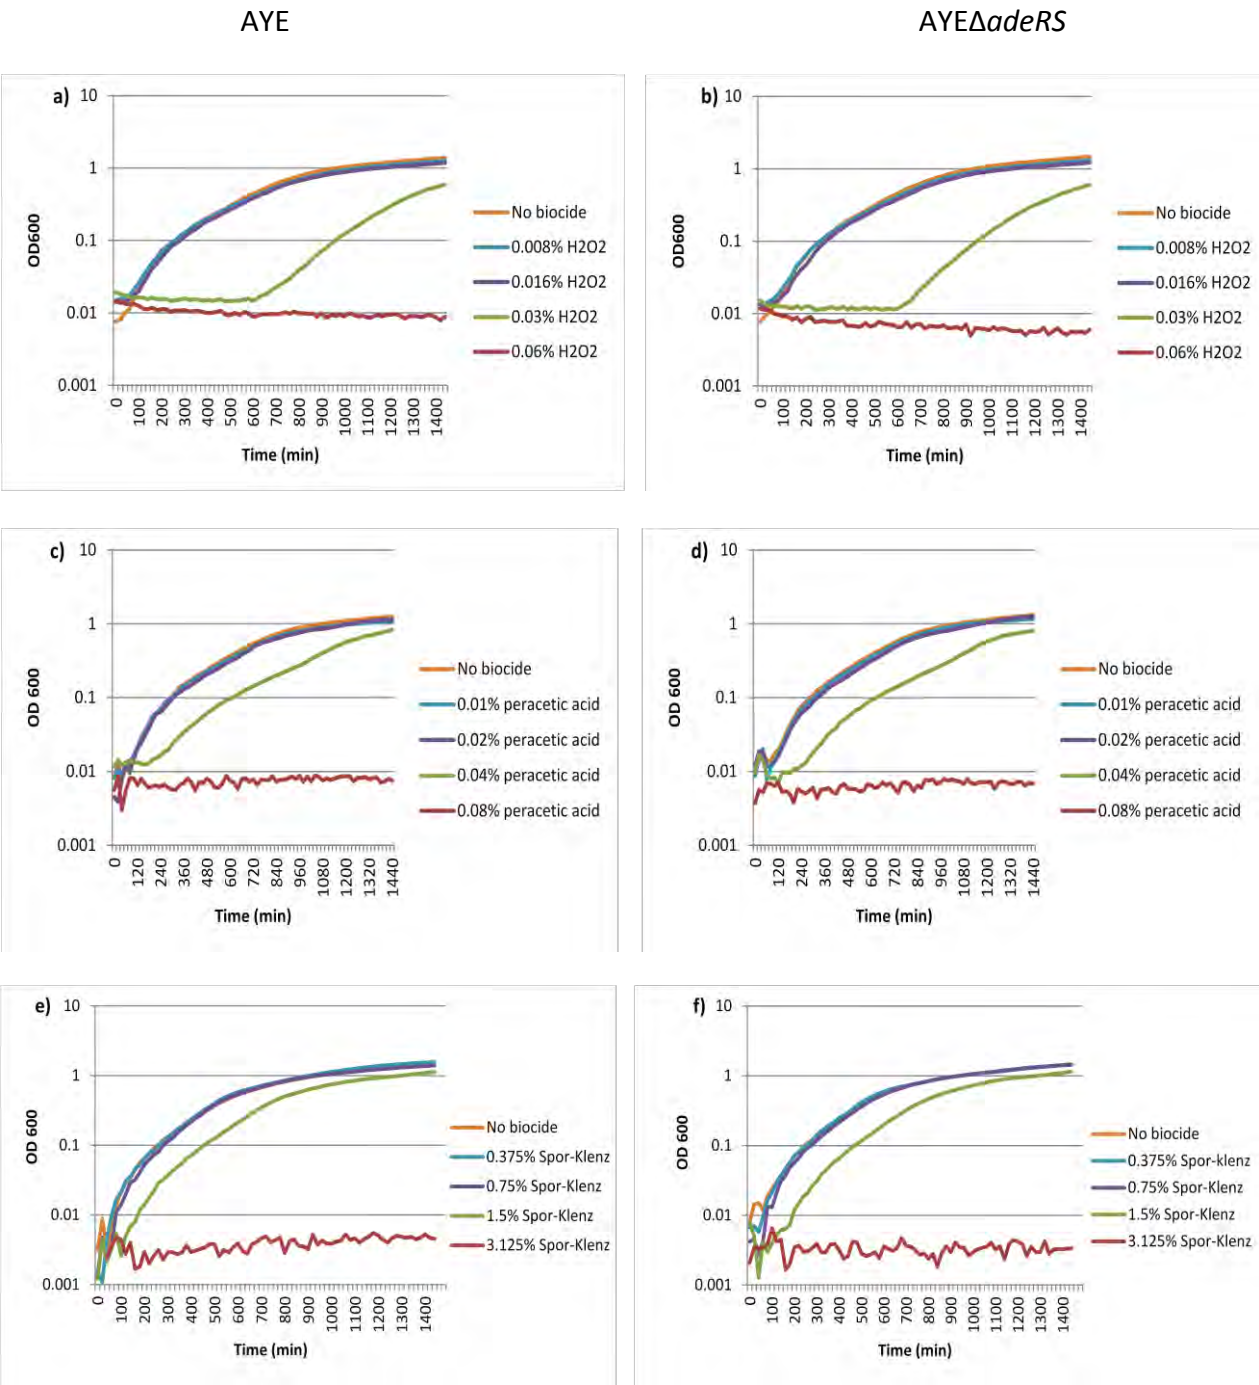 AYE
AYEΔadeRS
a)
10
1
0.1
0.01
0.001
OD600
0 100 200 300 400 500 600 700 800 900 1000 1100 1200 1300 1400
Time (min)
No biocide
0.008% H2O2
0.016% H2O2
0.03% H2O2
0.06% H2O2
b)
10
1
0.1
0.01
0.001
OD600
0 100 200 300 400 500 600 700 800 900 1000 1100 1200 1300 1400
Time (min)
No biocide
0.008% H2O2
0.016% H2O2
0.03% H2O2
0.06% H2O2
c)
10
1
0.1
0.01
0.001
OD 600
0 120 240 360 480 600 720 840 960 1080 1200 1320 1440
Time (min)
No biocide
0.01% peracetic acid
0.02% peracetic acid
0.04% peracetic acid
0.08% peracetic acid
d)
10
1
0.1
0.01
0.001
OD 600
0 120 240 360 480 600 720 840 960 1080 1200 1320 1440
Time (min)
No biocide
0.01% peracetic acid
0.02% peracetic acid
0.04% peracetic acid
0.08% peracetic acid
e)
10
1
0.1
0.01
0.001
OD 600
0 100 200 300 400 500 600 700 800 900 1000 1100 1200 1300 1400
Time (min)
No biocide
0.375% Spor-Klenz
0.75% Spor-Klenz
1.5% Spor-Klenz
3.125% Spor-Klenz
f)
10
1
0.1
0.01
0.001
OD 600
0 100 200 300 400 500 600 700 800 900 1000 1100 1200 1300 1400
Time (min)
No biocide
0.375% Spor-klenz
0.75% Spor-Klenz
1.5% Spor-Klenz
3.125% Spor-Klenz